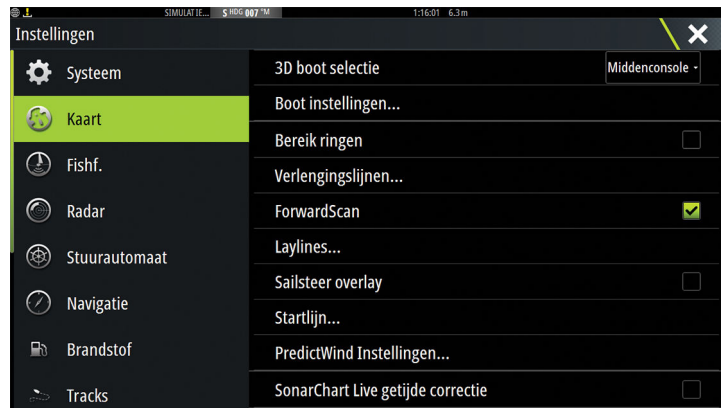 SIMULATIE... S HDG 007 °M 1:16:01 6.3 m
Instellingen
Systeem
Kaart
Fishf.
Radar
Stuurautomaat
Navigatie
Brandstof
Tracks
3D boot selectie Middenconsole
Boot instellingen...
Bereik ringen
Verlengingslijnen...
ForwardScan
Laylines...
Sailsteer overlay
Startlijn...
PredictWind Instellingen...
SonarChart Live getijde correctie